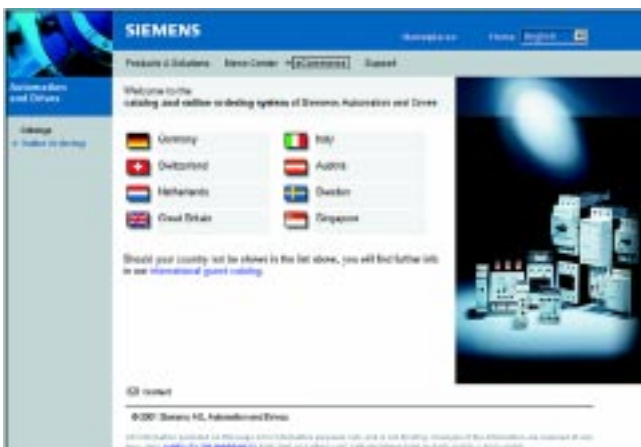 SIEMENS
Home English
Products & Solutions News Center eCommerce Support
Automation
and Drives
Welcome to the
catalog and online ordering system of Siemens Automation and Drives
Catalogs
Online ordering
Germany Italy
Switzerland Austria
Netherlands Sweden
Great Britain Singapore
Should your country not be shown in the list above, you will find further info
in our international guest catalog.
contact
© 2001 Siemens AG, Automation and Drives